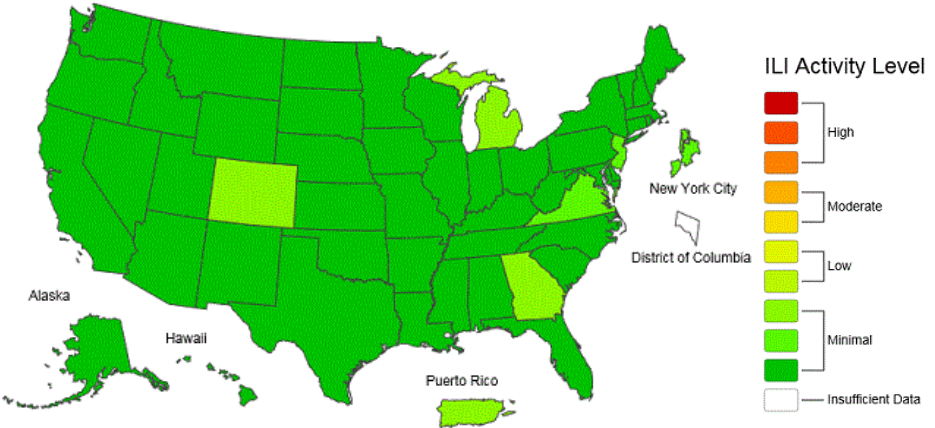 ILI Activity Level
High
Moderate
Low
Minimal
Insufficient Data
New York City
District of Columbia
Alaska
Hawaii
Puerto Rico